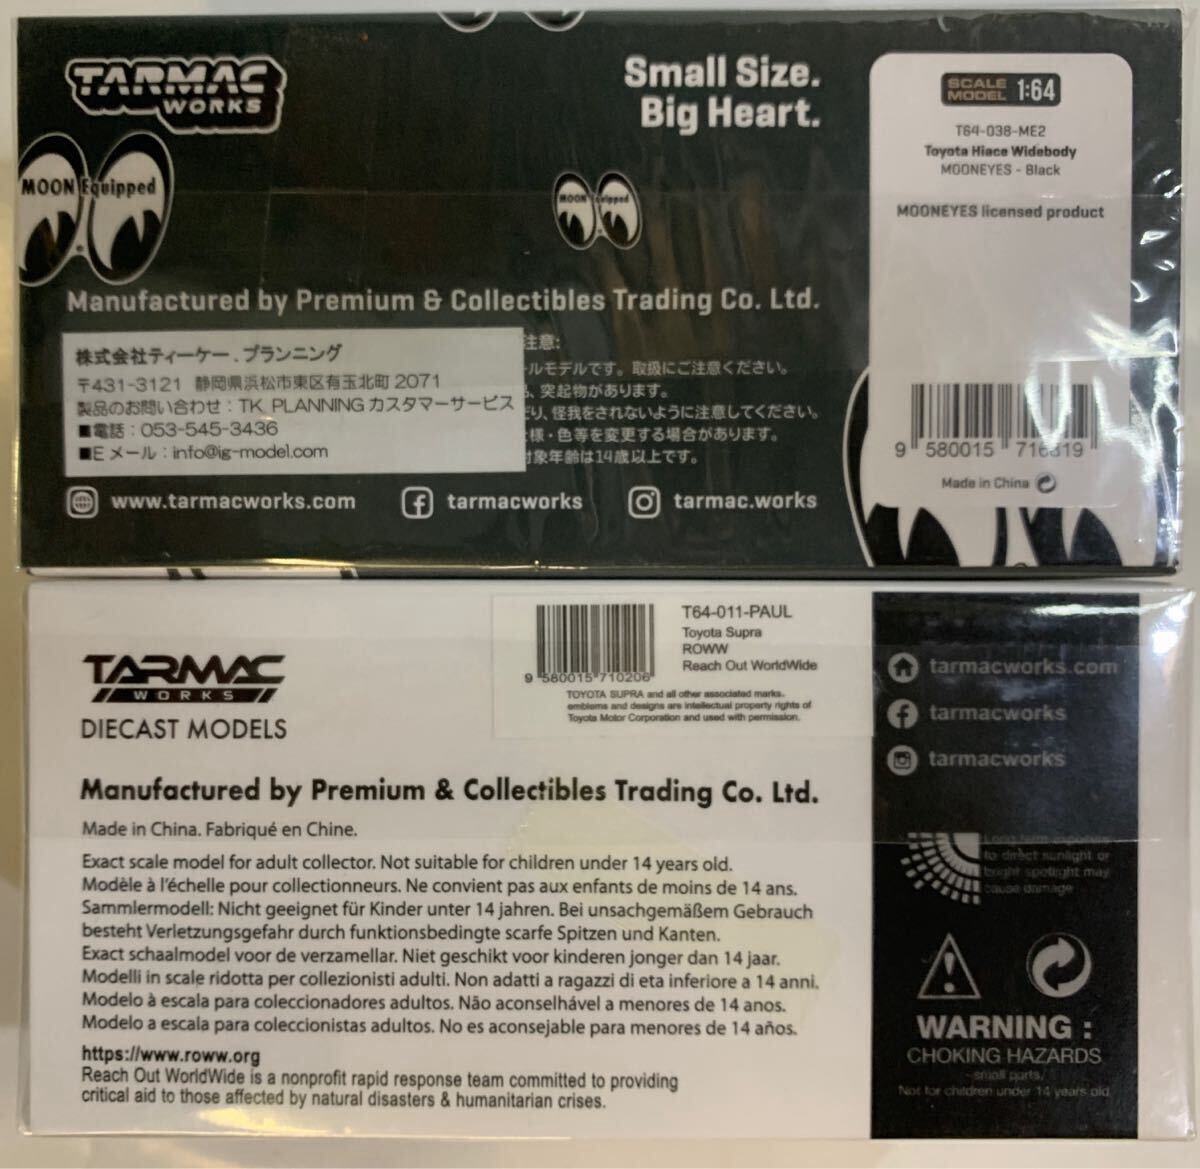 TARMAC
WORKS
Small Size.
Big Heart.
MOON Equipped
MOON Equipped
Manufactured by Premium & Collectibles Trading Co. Ltd.
株式会社ティーケー.プランニング
〒431-3121 静岡県浜松市東区有玉北町2071
製品のお問い合わせ:TK PLANNINGカスタマーサービス
■電話:053-545-3436
■Eメール:info@ig-model.com
注意:
ールモデルです。取扱にご注意ください。
、突起物があります。
り、怪我をされないように注意してください。
様・色等を変更する場合があります。
対象年齢は14歳以上です。
www.tarmacworks.com
tarmacworks
tarmac.works
SCALE MODEL 1:64
T64-038-ME2
Toyota Hiace Widebody
MOONEYES - Black
MOONEYES licensed product
9 580015 716819
Made in China
TARMAC
WORKS
DIECAST MODELS
9 580015 710206
T64-011-PAUL
Toyota Supra
ROWW
Reach Out WorldWide
TOYOTA SUPRA and all other associated marks,
emblems and designs are intellectual property rights of
Toyota Motor Corporation and used with permission.
Manufactured by Premium & Collectibles Trading Co. Ltd.
Made in China. Fabriqué en Chine.
Exact scale model for adult collector. Not suitable for children under 14 years old.
Modèle à l'échelle pour collectionneurs. Ne convient pas aux enfants de moins de 14 ans.
Sammlermodell: Nicht geeignet für Kinder unter 14 jahren. Bei unsachgemäßem Gebrauch
besteht Verletzungsgefahr durch funktionsbedingte scarfe Spitzen und Kanten.
Exact schaalmodel voor de verzamellar. Niet geschikt voor kinderen jonger dan 14 jaar.
Modelli in scale ridotta per collezionisti adulti. Non adatti a ragazzi di eta inferiore a 14 anni.
Modelo à escala para coleccionadores adultos. Não aconselhável a menores de 14 anos.
Modelo a escala para coleccionistas adultos. No es aconsejable para menores de 14 años.
https://www.roww.org
Reach Out WorldWide is a nonprofit rapid response team committed to providing
critical aid to those affected by natural disasters & humanitarian crises.
tarmacworks.com
tarmacworks
tarmacworks
Long term exposure
to direct sunlight or
bright spotlight may
cause damage
WARNING :
CHOKING HAZARDS
- small parts.
Not for children under 14 years old